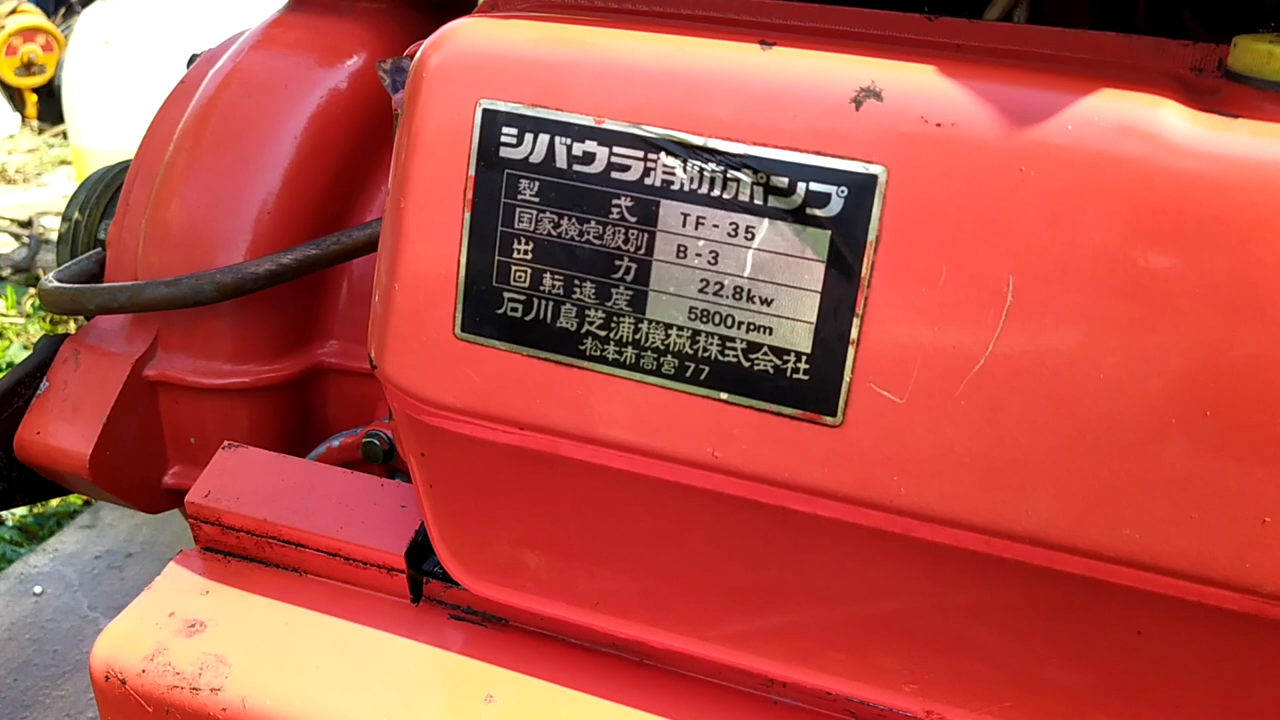 シバウラ消防ポンプ
型式 TF-35
国家検定級別 B-3
出力 22.8kw
回転速度 5800rpm
石川島芝浦機械株式会社
松本市高宮77